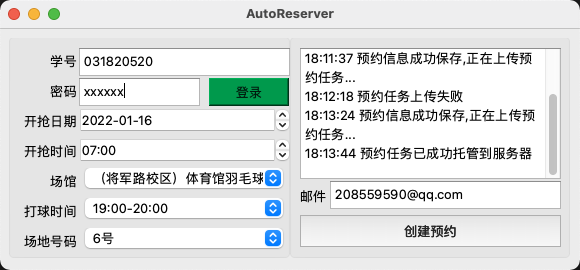 AutoReserver
学号 031820520
密码 xxxxxx 登录
开抢日期 2022-01-16
开抢时间 07:00
场馆 （将军路校区）体育馆羽毛球
打球时间 19:00-20:00
场地号码 6号
18:11:37 预约信息成功保存,正在上传预
约任务...
18:12:18 预约任务上传失败
18:13:24 预约信息成功保存,正在上传预
约任务...
18:13:44 预约任务已成功托管到服务器
邮件 208559590@qq.com
创建预约